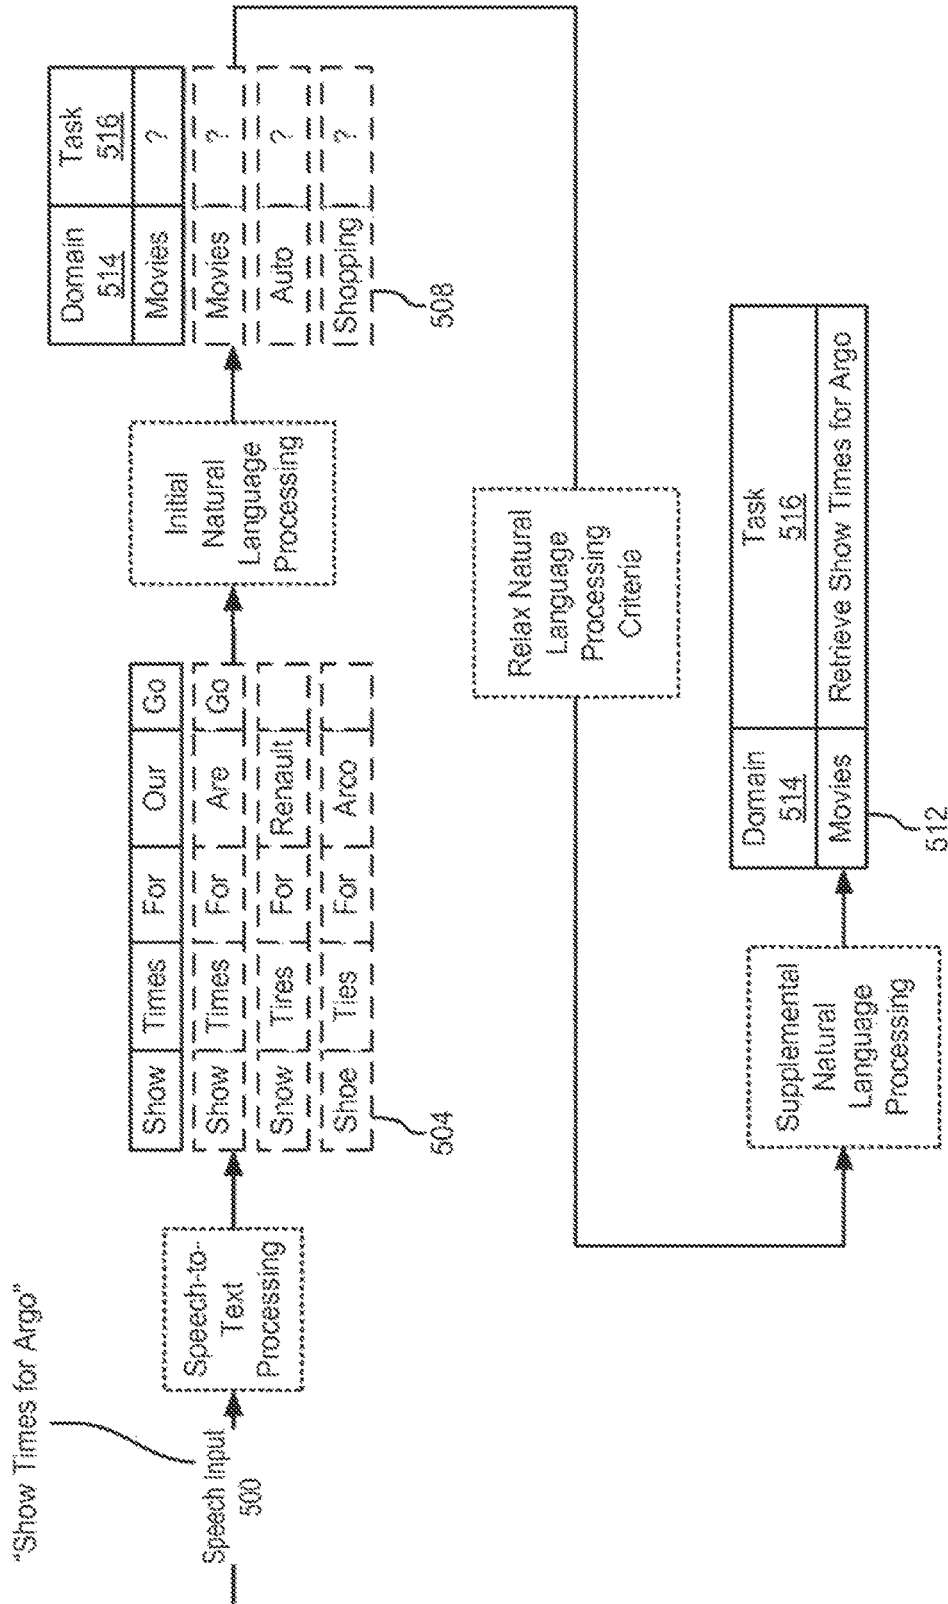 "Show Times for Argo"
Speech Input
500
Speech-to-
Text
Processing
Show Times For Our Go
Show Times For Are Go
Snow Tires For Renault
Shoe Ties For Arco
504
Initial
Natural
Language
Processing
Domain Task
514 516
Movies ?
Movies ?
Auto ?
Shopping ?
508
Relax Natural
Language
Processing
Criteria
Supplemental
Natural
Language
Processing
Domain Task
514 516
Movies Retrieve Show Times for Argo
512